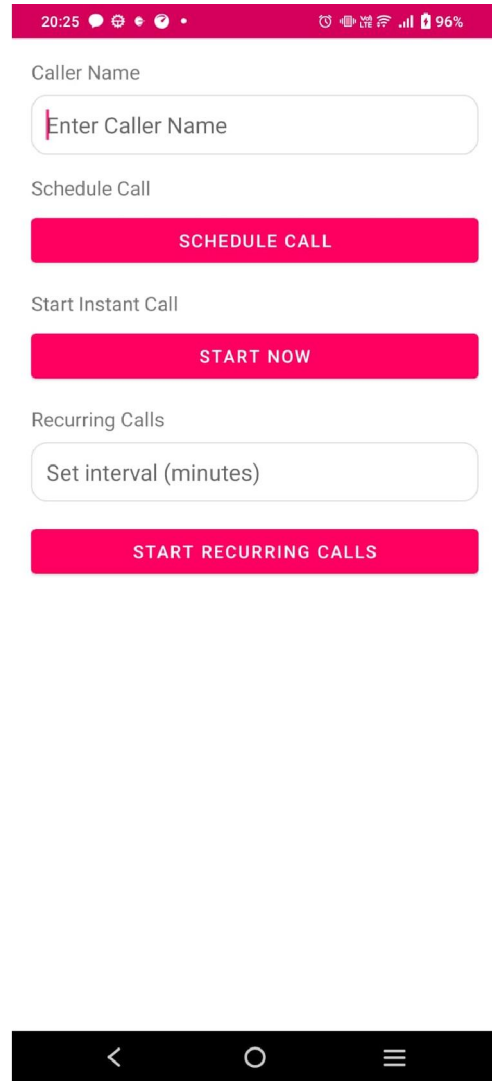 20:25 96%
Caller Name
Enter Caller Name
Schedule Call
SCHEDULE CALL
Start Instant Call
START NOW
Recurring Calls
Set interval (minutes)
START RECURRING CALLS